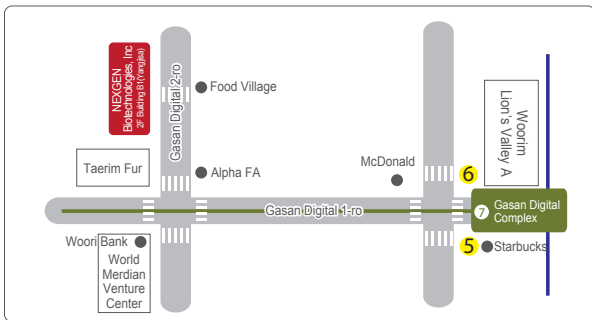 NEXGEN
Biotechnologies, Inc
2F Building B1(Yangjisa)
Gasan Digital 2-ro
Food Village
Taerim Fur
Alpha FA
McDonald
6
Woorim
Lion's Valley A
Gasan Digital 1-ro
7
Gasan Digital
Complex
Woori Bank
5
Starbucks
World
Merdian
Venture
Center